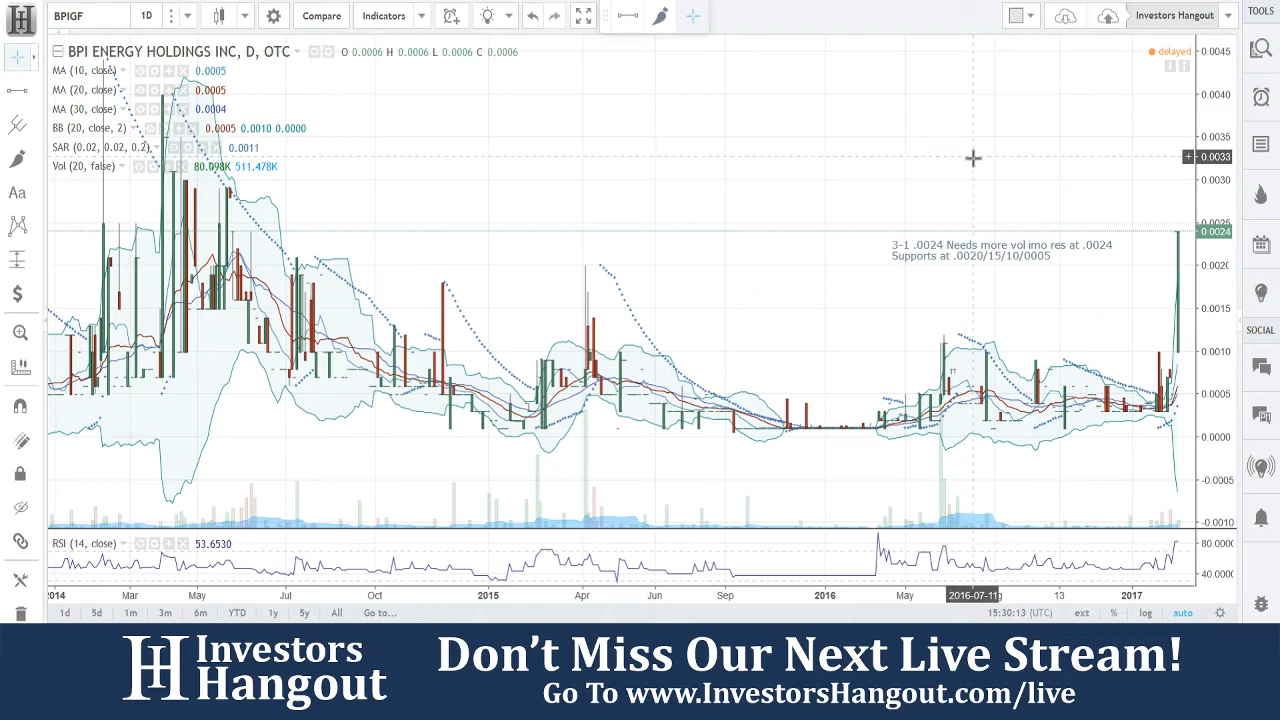 BPIGF
1D
Compare
Indicators
Investors Hangout
TOOLS
BPI ENERGY HOLDINGS INC, D, OTC
O 0.0006 H 0.0006 L 0.0006 C 0.0006
delayed
MA (10, close) 0.0005
MA (20, close) 0.0005
MA (30, close) 0.0004
BB (20, close, 2) 0.0005 0.0010 0.0000
SAR (0.02, 0.02, 0.2) 0.0011
Vol (20, false) 80.098K 511.478K
Aa
$
0.0045
0.0040
0.0035
0.0033
0.0030
0.0025
0.0024
0.0020
0.0015
0.0010
0.0005
0.0000
-0.0005
-0.0010
3-1 .0024 Needs more vol imo res at .0024
Supports at .0020/15/10/0005
SOCIAL
RSI (14, close) 53.6530
80.0000
40.0000
2014 Mar May Jul Oct 2015 Apr Jun Sep 2016 May 2016-07-11 13 2017
1d 5d 1m 3m 6m YTD 1y 5y All Go to...
15:30:13 (UTC) ext % log auto
Investors
Hangout
Don't Miss Our Next Live Stream!
Go To www.InvestorsHangout.com/live